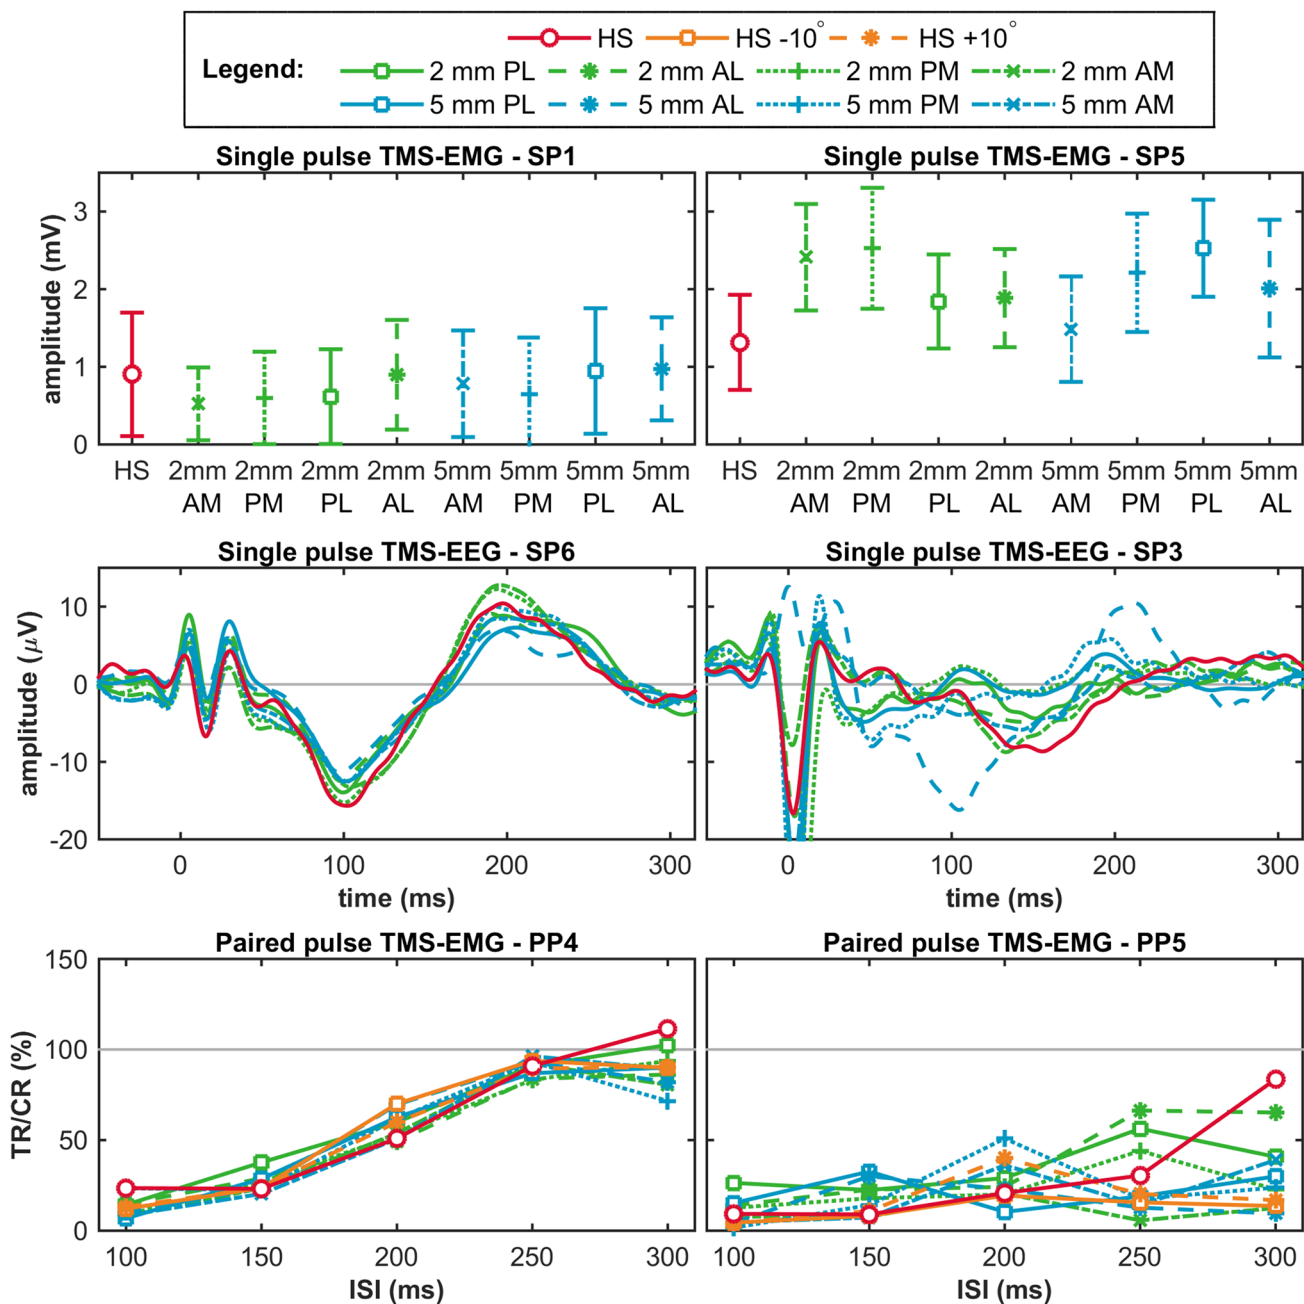 HS HS -10° HS +10°
Legend: 2 mm PL 2 mm AL 2 mm PM 2 mm AM
5 mm PL 5 mm AL 5 mm PM 5 mm AM
Single pulse TMS-EMG - SP1
amplitude (mV)
3
2
1
0
HS 2mm 2mm 2mm 2mm 5mm 5mm 5mm 5mm
AM PM PL AL AM PM PL AL
Single pulse TMS-EMG - SP5
HS 2mm 2mm 2mm 2mm 5mm 5mm 5mm 5mm
AM PM PL AL AM PM PL AL
Single pulse TMS-EEG - SP6
amplitude (μV)
10
0
-10
-20
0 100 200 300
time (ms)
Single pulse TMS-EEG - SP3
0 100 200 300
time (ms)
Paired pulse TMS-EMG - PP4
TR/CR (%)
150
100
50
0
100 150 200 250 300
ISI (ms)
Paired pulse TMS-EMG - PP5
100 150 200 250 300
ISI (ms)